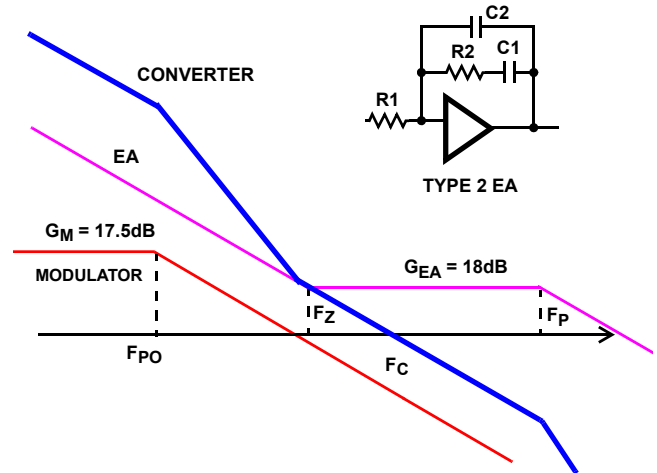 C2
CONVERTER
R2
C1
R1
EA
TYPE 2 EA
G_M = 17.5dB
G_EA = 18dB
MODULATOR
F_Z
F_P
F_PO
F_C